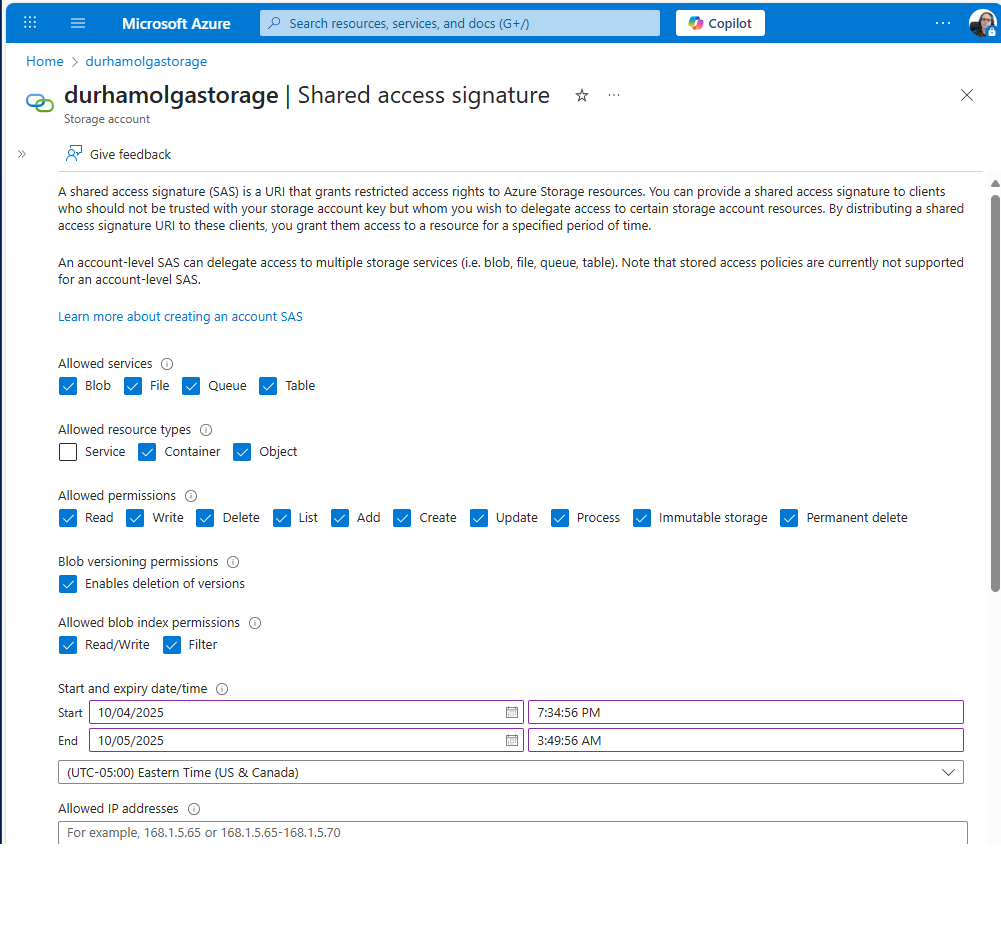 Microsoft Azure
Search resources, services, and docs (G+/)
Copilot
Home > durhamolgastorage
durhamolgastorage | Shared access signature
Storage account
Give feedback
A shared access signature (SAS) is a URI that grants restricted access rights to Azure Storage resources. You can provide a shared access signature to clients
who should not be trusted with your storage account key but whom you wish to delegate access to certain storage account resources. By distributing a shared
access signature URI to these clients, you grant them access to a resource for a specified period of time.
An account-level SAS can delegate access to multiple storage services (i.e. blob, file, queue, table). Note that stored access policies are currently not supported
for an account-level SAS.
Learn more about creating an account SAS
Allowed services
Blob File Queue Table
Allowed resource types
Service Container Object
Allowed permissions
Read Write Delete List Add Create Update Process Immutable storage Permanent delete
Blob versioning permissions
Enables deletion of versions
Allowed blob index permissions
Read/Write Filter
Start and expiry date/time
Start 10/04/2025 7:34:56 PM
End 10/05/2025 3:49:56 AM
(UTC-05:00) Eastern Time (US & Canada)
Allowed IP addresses
For example, 168.1.5.65 or 168.1.5.65-168.1.5.70